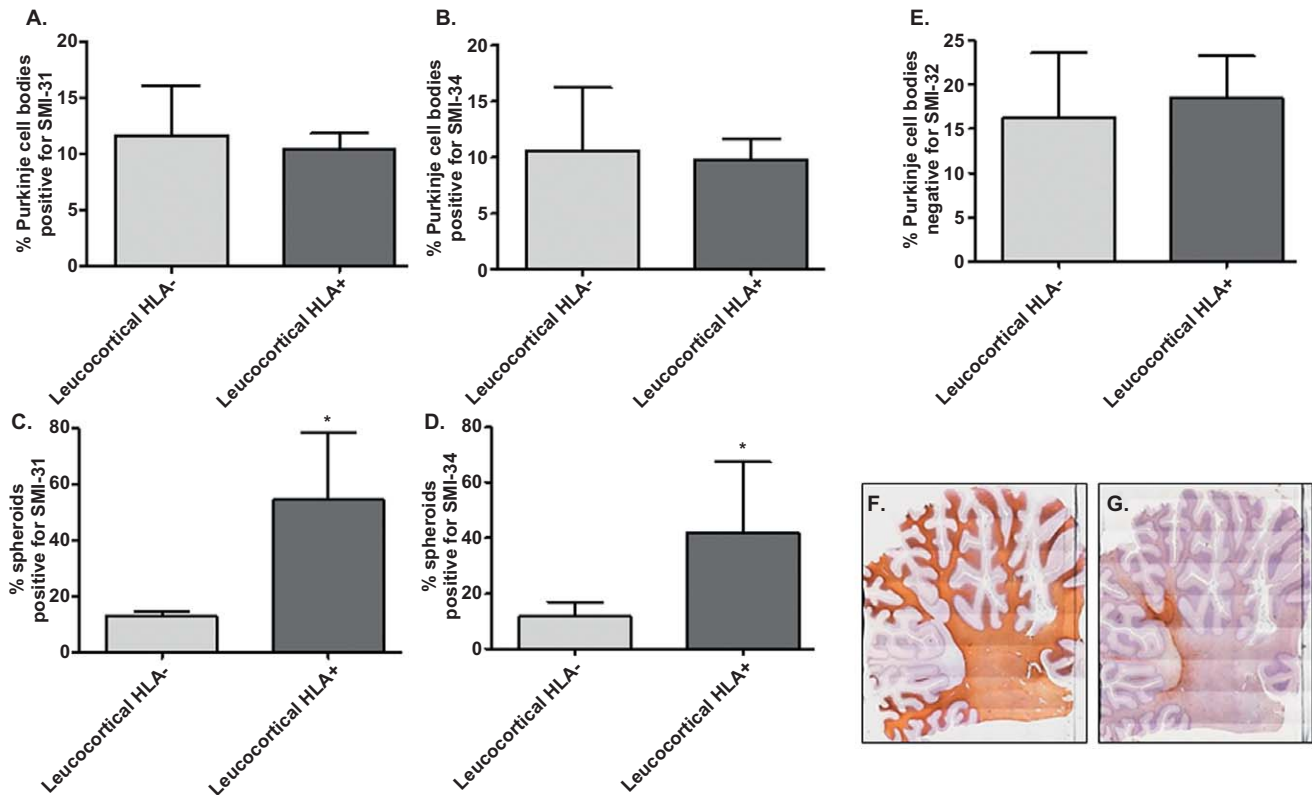 A.
% Purkinje cell bodies
positive for SMI-31
20
15
10
5
0
Leucocortical HLA-
Leucocortical HLA+
B.
% Purkinje cell bodies
positive for SMI-34
20
15
10
5
0
Leucocortical HLA-
Leucocortical HLA+
E.
% Purkinje cell bodies
negative for SMI-32
25
20
15
10
5
0
Leucocortical HLA-
Leucocortical HLA+
C.
% spheroids
positive for SMI-31
80
60
40
20
0
*
Leucocortical HLA-
Leucocortical HLA+
D.
% spheroids
positive for SMI-34
80
60
40
20
0
*
Leucocortical HLA-
Leucocortical HLA+
F.
G.